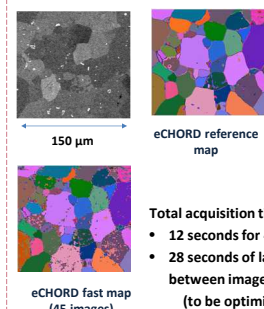 150 µm
eCHORD reference
map
Total acquisition t
• 12 seconds for
• 28 seconds of la
between image
(to be optimi
eCHORD fast map
(45 images)